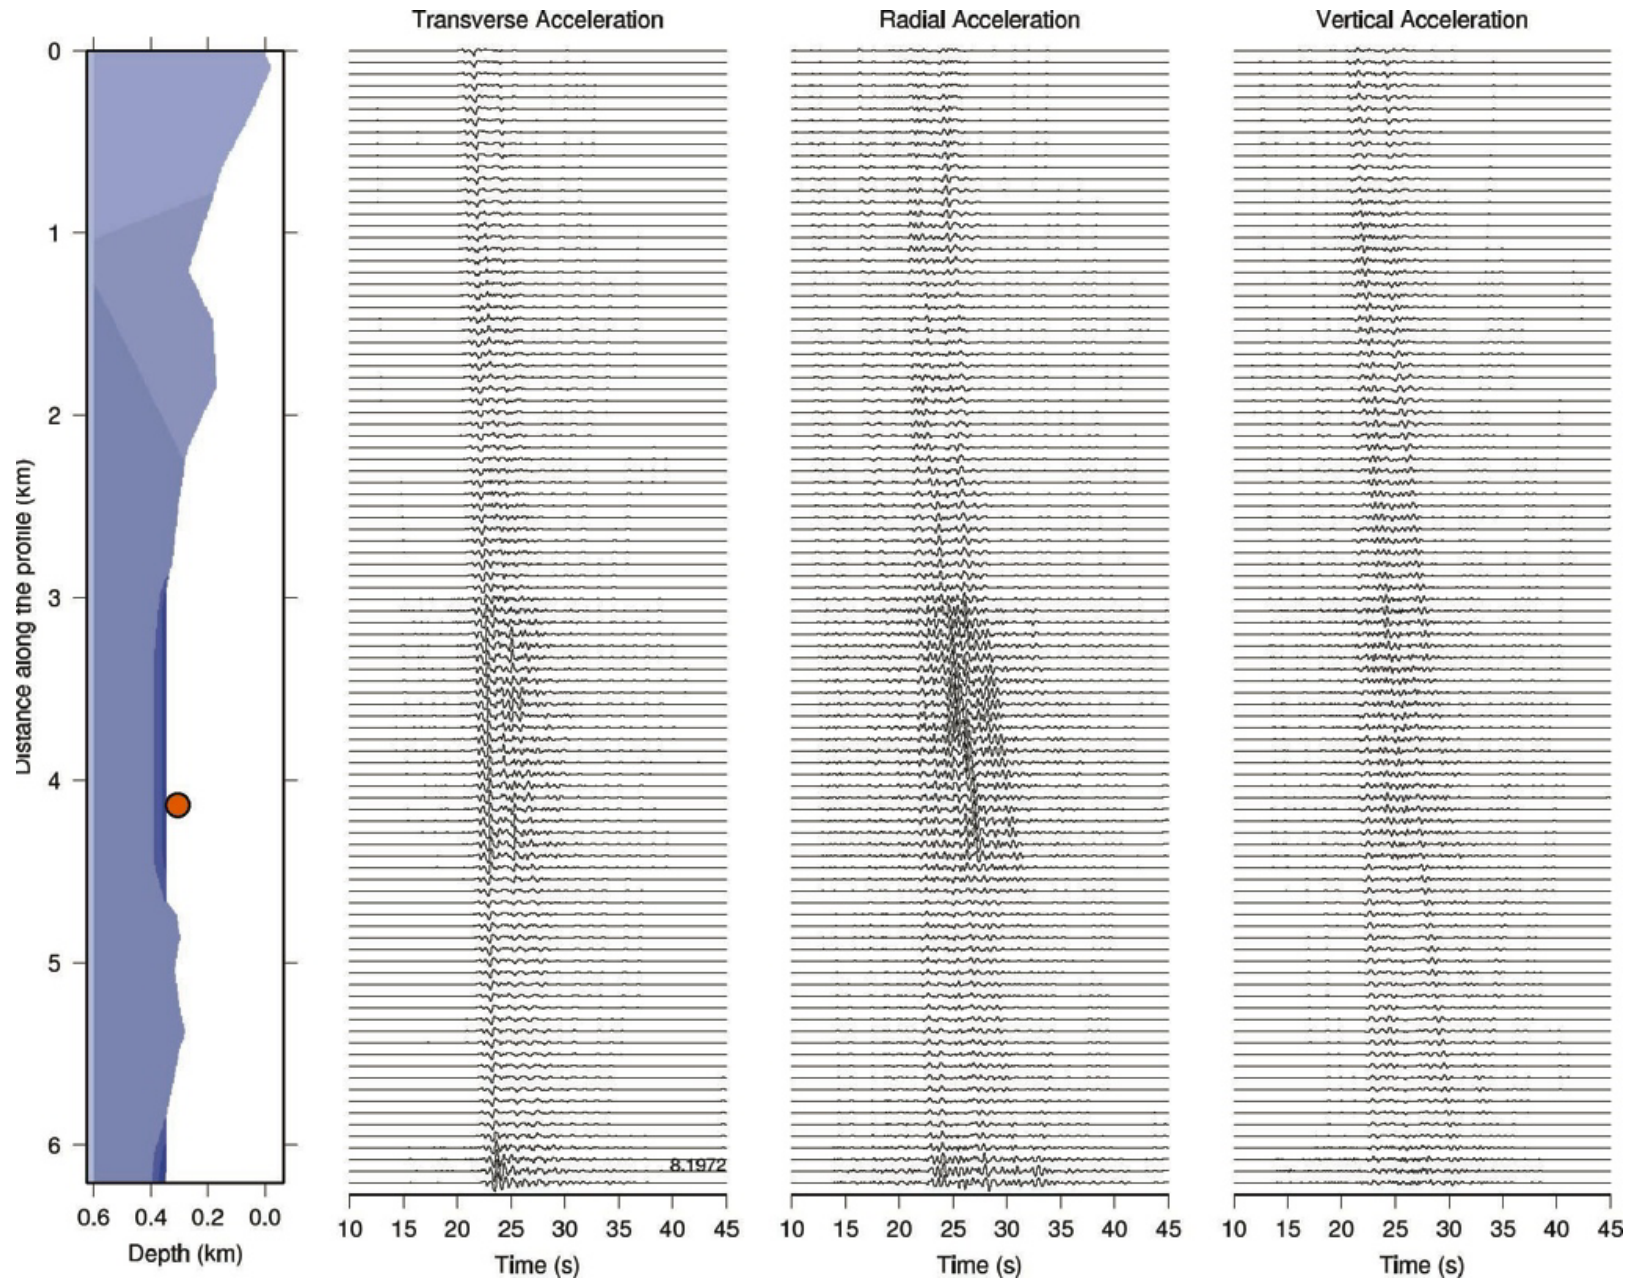 Transverse Acceleration
Radial Acceleration
Vertical Acceleration
0
1
2
3
4
5
6
Distance along the profile (km)
8.1972
0.6 0.4 0.2 0.0
10 15 20 25 30 35 40 45
10 15 20 25 30 35 40 45
10 15 20 25 30 35 40 45
Depth (km)
Time (s)
Time (s)
Time (s)